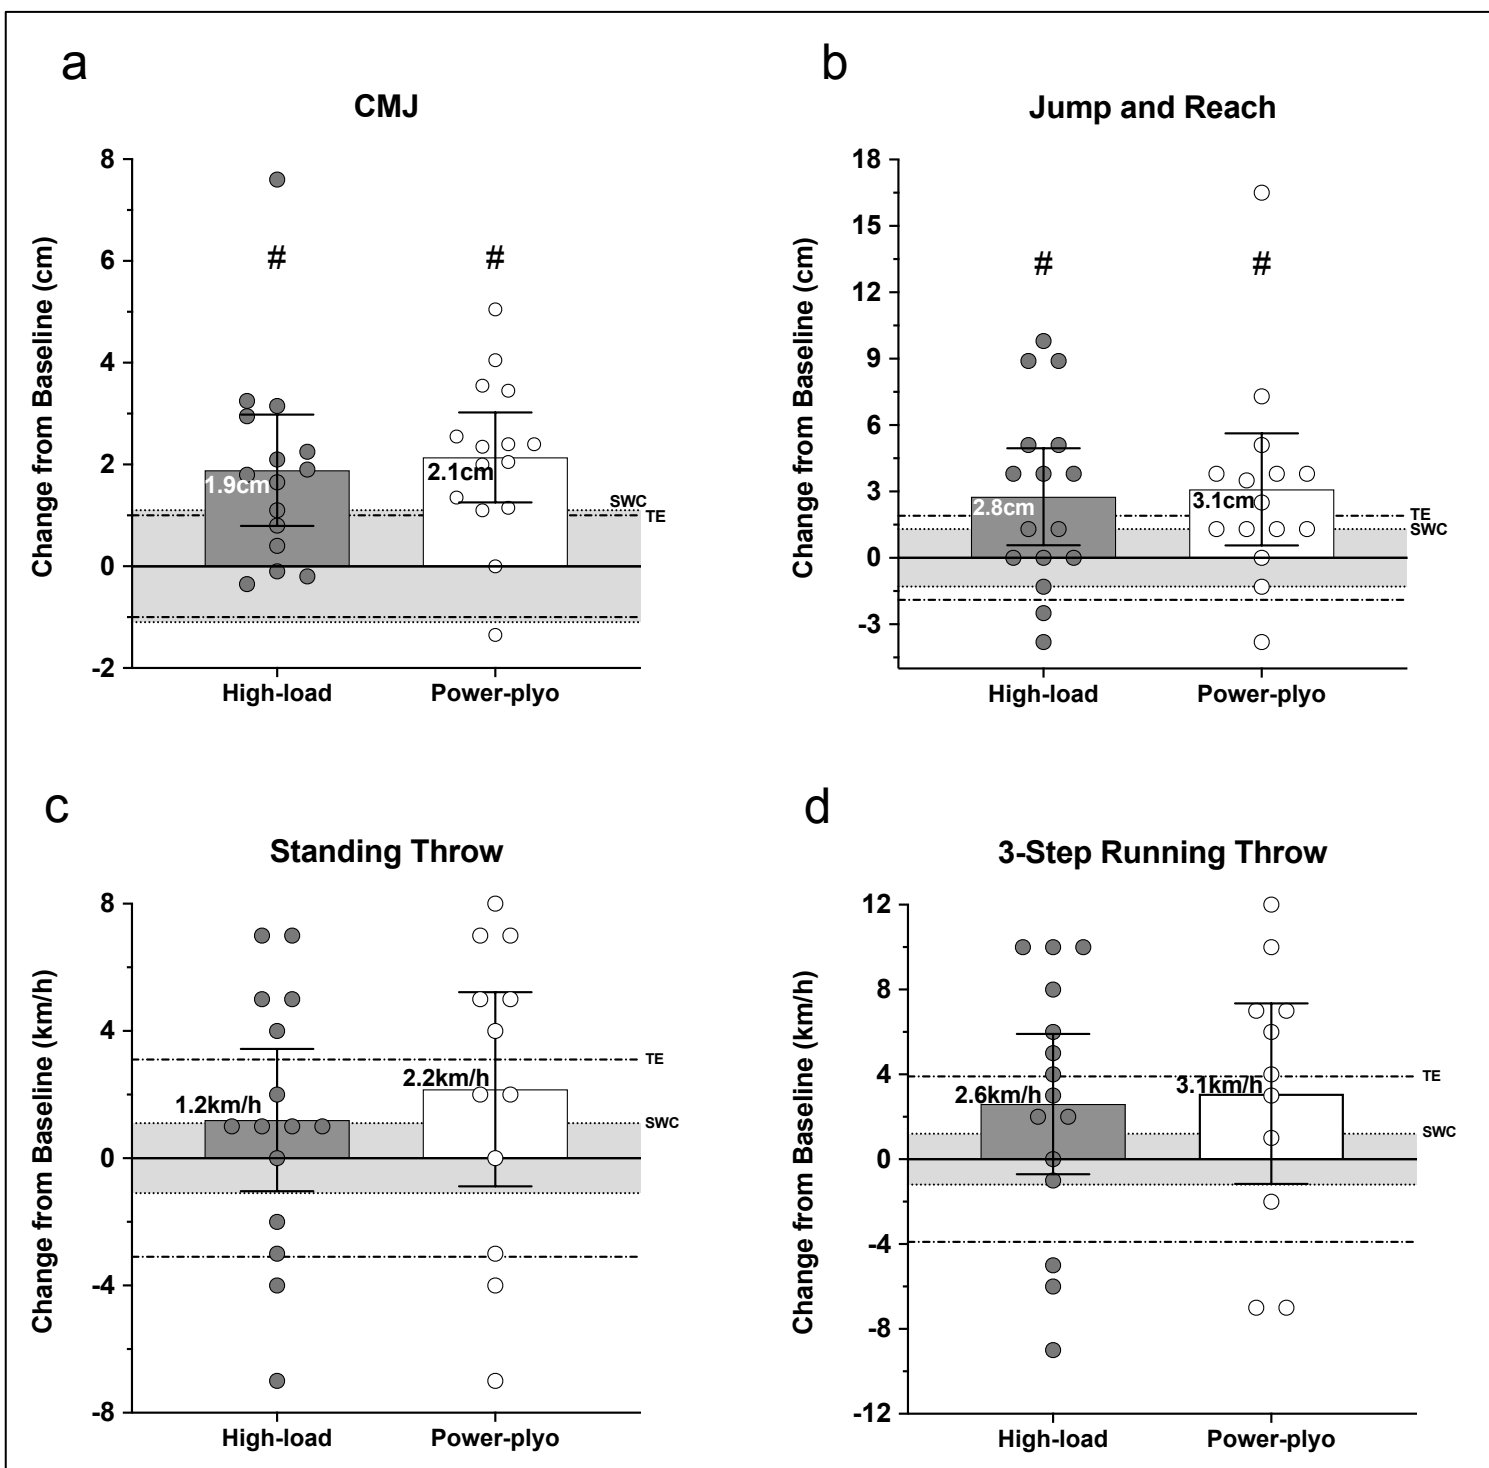 a
CMJ
Change from Baseline (cm)
8
6
4
2
0
-2
#
#
1.9cm
2.1cm
SWC
TE
High-load
Power-plyo
b
Jump and Reach
Change from Baseline (cm)
18
15
12
9
6
3
0
-3
#
#
2.8cm
3.1cm
TE
SWC
High-load
Power-plyo
c
Standing Throw
Change from Baseline (km/h)
8
4
0
-4
-8
1.2km/h
2.2km/h
TE
SWC
High-load
Power-plyo
d
3-Step Running Throw
Change from Baseline (km/h)
12
8
4
0
-4
-8
-12
2.6km/h
3.1km/h
TE
SWC
High-load
Power-plyo